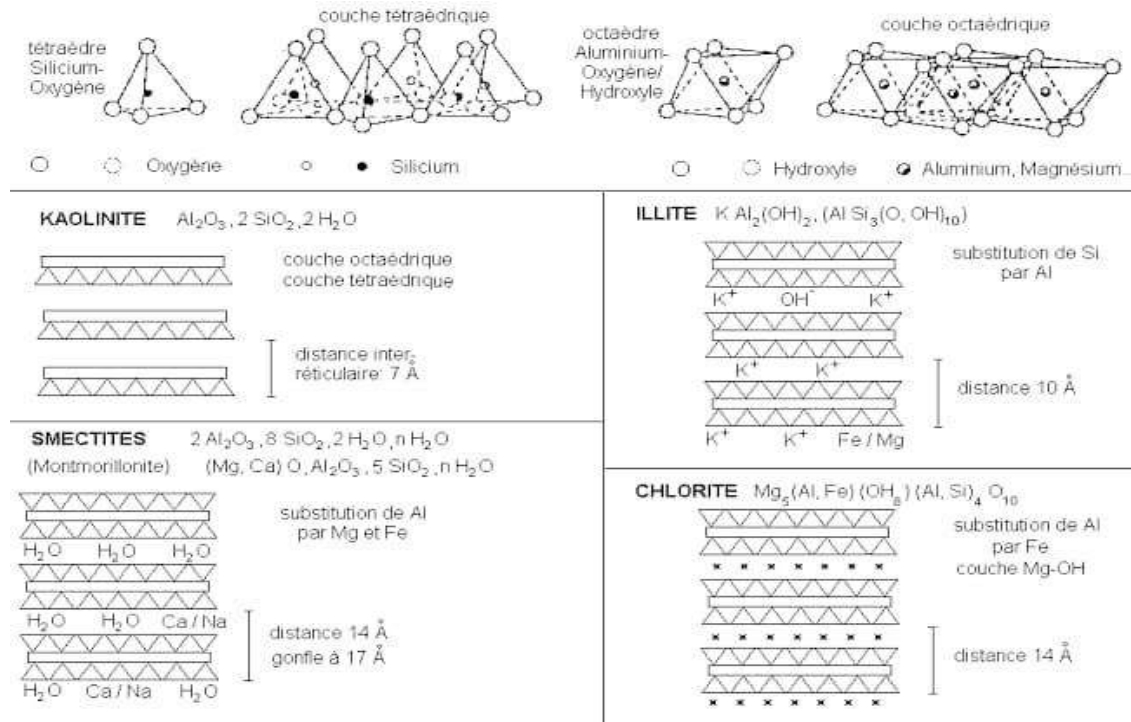 couche tétraèdrique
tétraèdre
Silicium-
Oxygène
couche octaédrique
octaèdre
Aluminium-
Oxygène/
Hydroxyle
Oxygène
Silicium
Hydroxyle
Aluminium, Magnésium...
KAOLINITE Al₂O₃, 2 SiO₂, 2 H₂O
couche octaédrique
couche tétraédrique
distance inter-
réticulaire: 7 Å
ILLITE K Al₂(OH)₂, (Al Si₃(O, OH)₁₀)
substitution de Si
par Al
K⁺ OH⁻ K⁺
K⁺ K⁺
distance 10 Å
K⁺ K⁺ Fe / Mg
SMECTITES 2 Al₂O₃, 8 SiO₂, 2 H₂O, n H₂O
(Montmorillonite) (Mg, Ca) O, Al₂O₃, 5 SiO₂, n H₂O
substitution de Al
par Mg et Fe
H₂O H₂O H₂O
H₂O H₂O Ca / Na
distance 14 Å
gonfle à 17 Å
H₂O Ca / Na H₂O
CHLORITE Mg₅(Al, Fe) (OH₈) (Al, Si)₄ O₁₀
substitution de Al
par Fe
couche Mg-OH
distance 14 Å